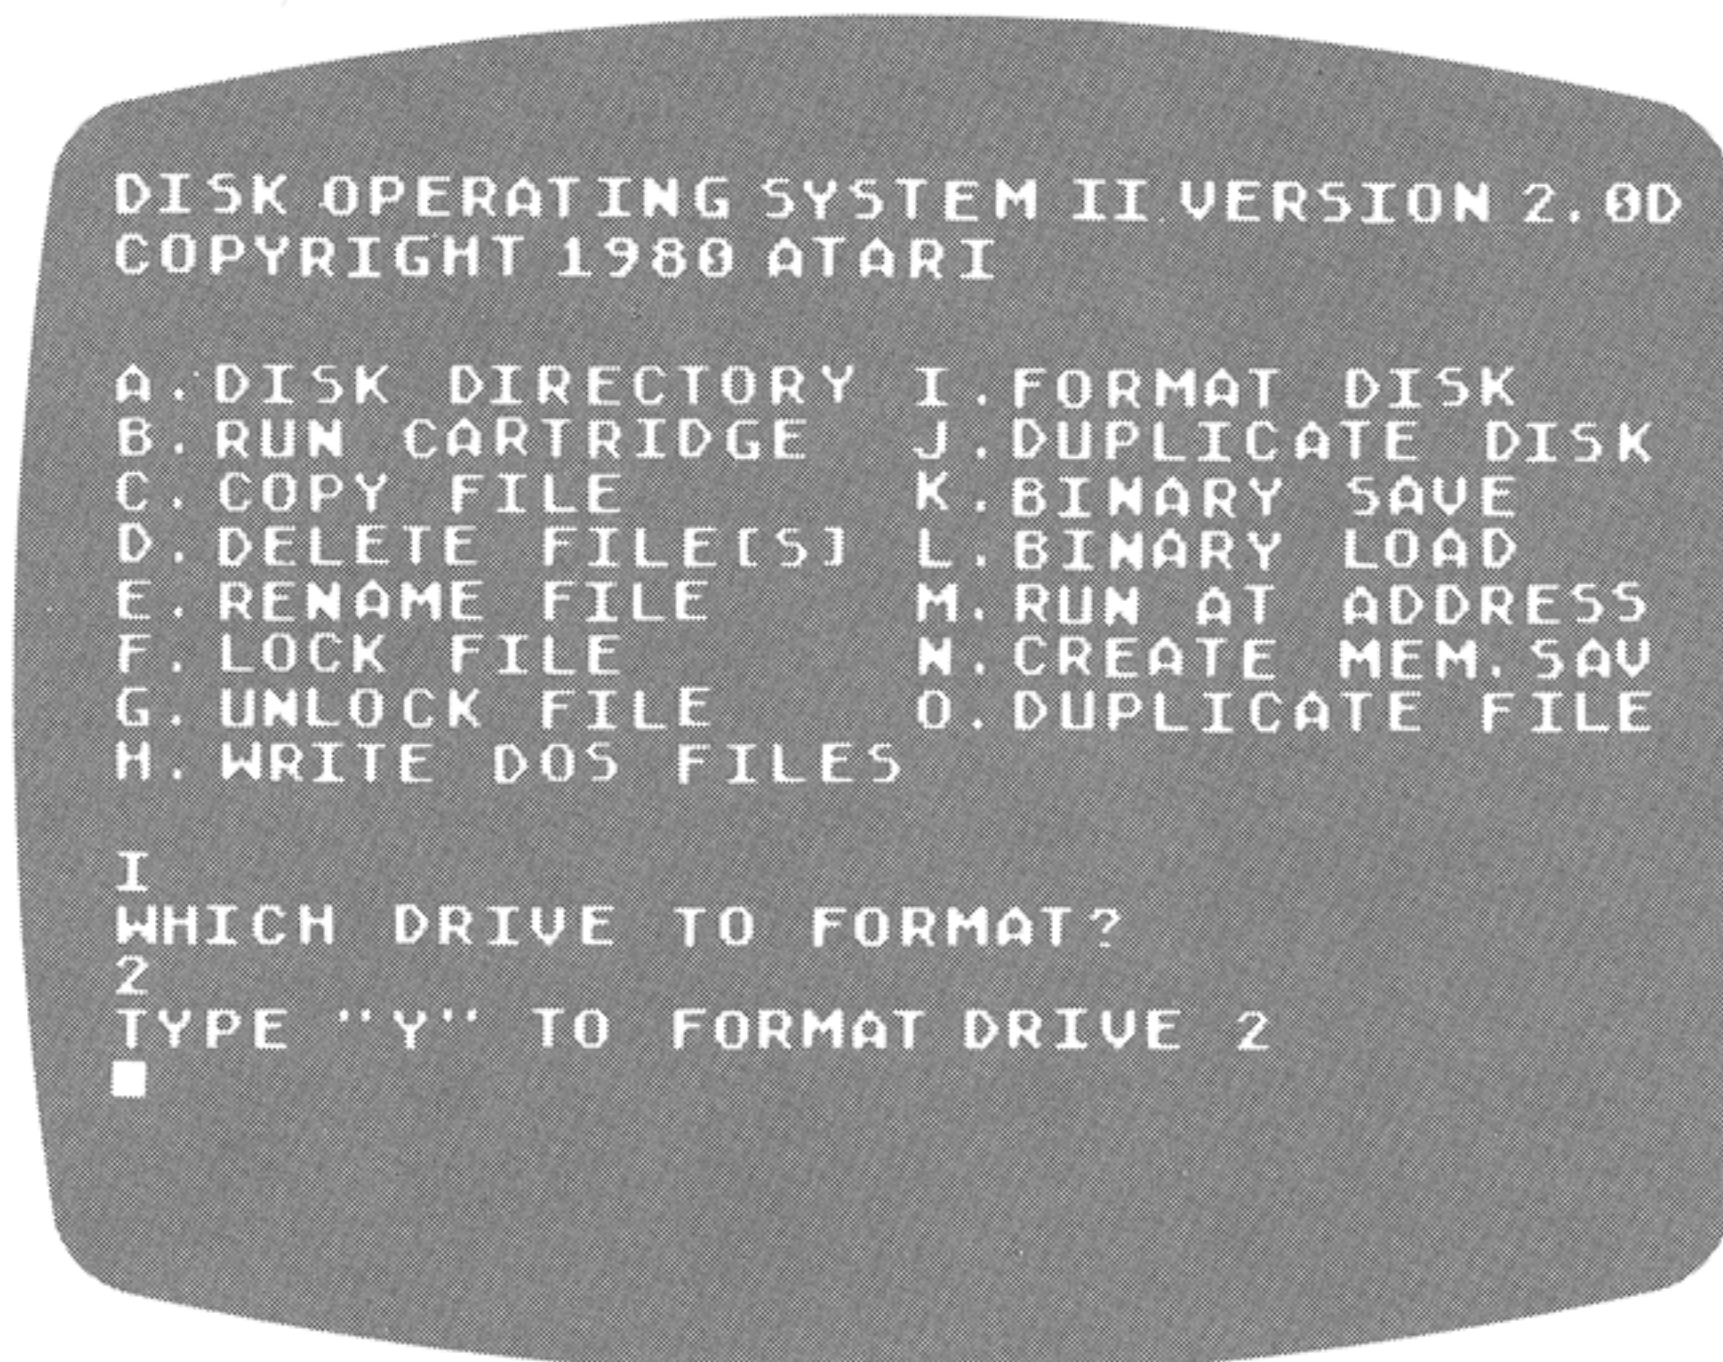 DISK OPERATING SYSTEM II VERSION 2.0D
COPYRIGHT 1980 ATARI
A. DISK DIRECTORY I. FORMAT DISK
B. RUN CARTRIDGE J. DUPLICATE DISK
C. COPY FILE K. BINARY SAVE
D. DELETE FILE[S] L. BINARY LOAD
E. RENAME FILE M. RUN AT ADDRESS
F. LOCK FILE N. CREATE MEM.SAV
G. UNLOCK FILE O. DUPLICATE FILE
H. WRITE DOS FILES
I
WHICH DRIVE TO FORMAT?
2
TYPE "Y" TO FORMAT DRIVE 2